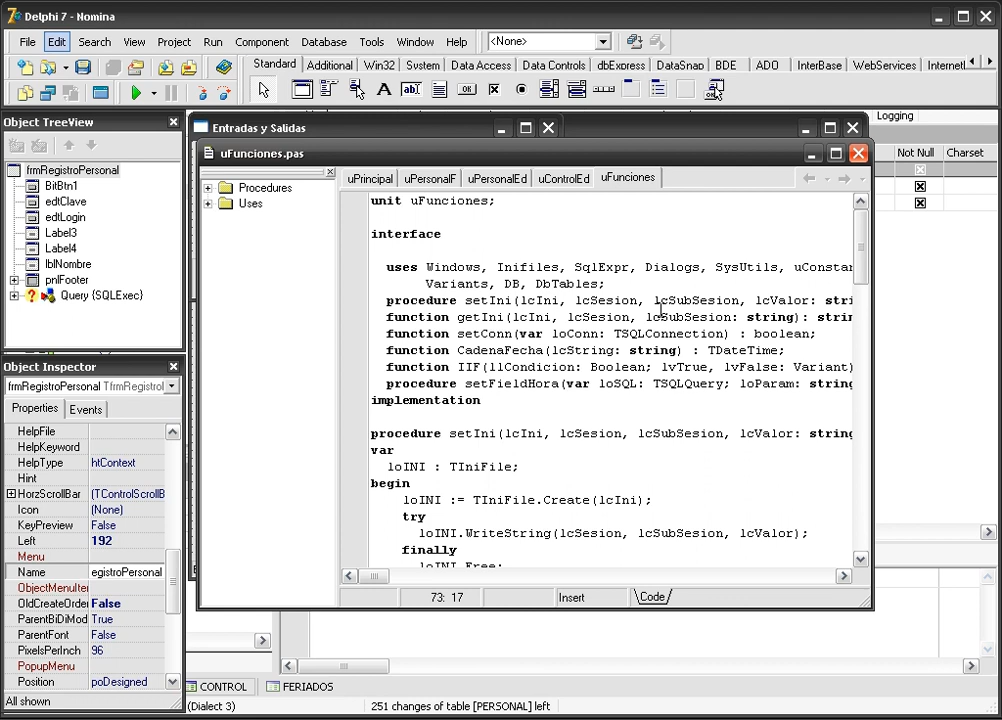 Delphi 7 - Nomina
File Edit Search View Project Run Component Database Tools Window Help <None>
Standard Additional Win32 System Data Access Data Controls dbExpress DataSnap BDE ADO InterBase WebServices InternetE
Object TreeView
frmRegistroPersonal
BitBtn1
edtClave
edtLogin
Label3
Label4
lblNombre
pnlFooter
Query {SQLExec}
Object Inspector
frmRegistroPersonal TfrmRegistrol
Properties Events
HelpFile
HelpKeyword
HelpType htContext
Hint
HorzScrollBar (TControlScrollB
Icon (None)
KeyPreview False
Left 192
Menu
Name egistroPersonal
ObjectMenuIter
OldCreateOrde False
ParentBiDiMod True
ParentFont False
PixelsPerInch 96
PopupMenu
Position poDesigned
All shown
Entradas y Salidas
uFunciones.pas
Procedures
Uses
uPrincipal uPersonalF uPersonalEd uControlEd uFunciones
unit uFunciones;
interface
uses Windows, Inifiles, SqlExpr, Dialogs, SysUtils, uConstan
Variants, DB, DbTables;
procedure setIni(lcIni, lcSesion, lcSubSesion, lcValor: stri
function getIni(lcIni, lcSesion, lcSubSesion: string): strin
function setConn(var loConn: TSQLConnection) : boolean;
function CadenaFecha(lcString: string) : TDateTime;
function IIF(llCondicion: Boolean; lvTrue, lvFalse: Variant)
procedure setFieldHora(var loSQL: TSQLQuery; loParam: string
implementation
procedure setIni(lcIni, lcSesion, lcSubSesion, lcValor: string
var
loINI : TIniFile;
begin
loINI := TIniFile.Create(lcIni);
try
loINI.WriteString(lcSesion, lcSubSesion, lcValor);
finally
loINI.Free;
73: 17 Insert Code
Logging
Not Null Charset
CONTROL FERIADOS
(Dialect 3) 251 changes of table [PERSONAL] left